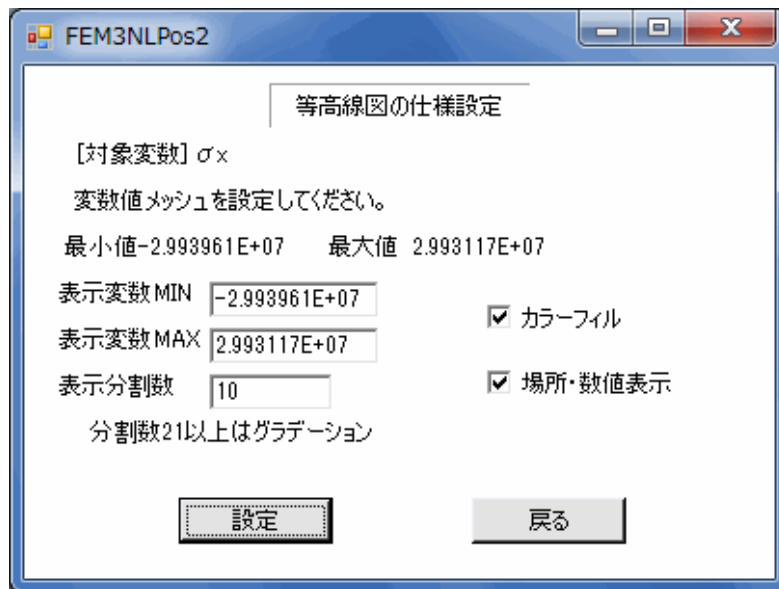 FEM3NLPos2
等高線図の仕様設定
[対象変数] σx
変数値メッシュを設定してください。
最小値-2.993961E+07 最大値 2.993117E+07
表示変数MIN -2.993961E+07
カラーフィル
表示変数MAX 2.993117E+07
表示分割数 10
場所・数値表示
分割数21以上はグラデーション
設定 戻る